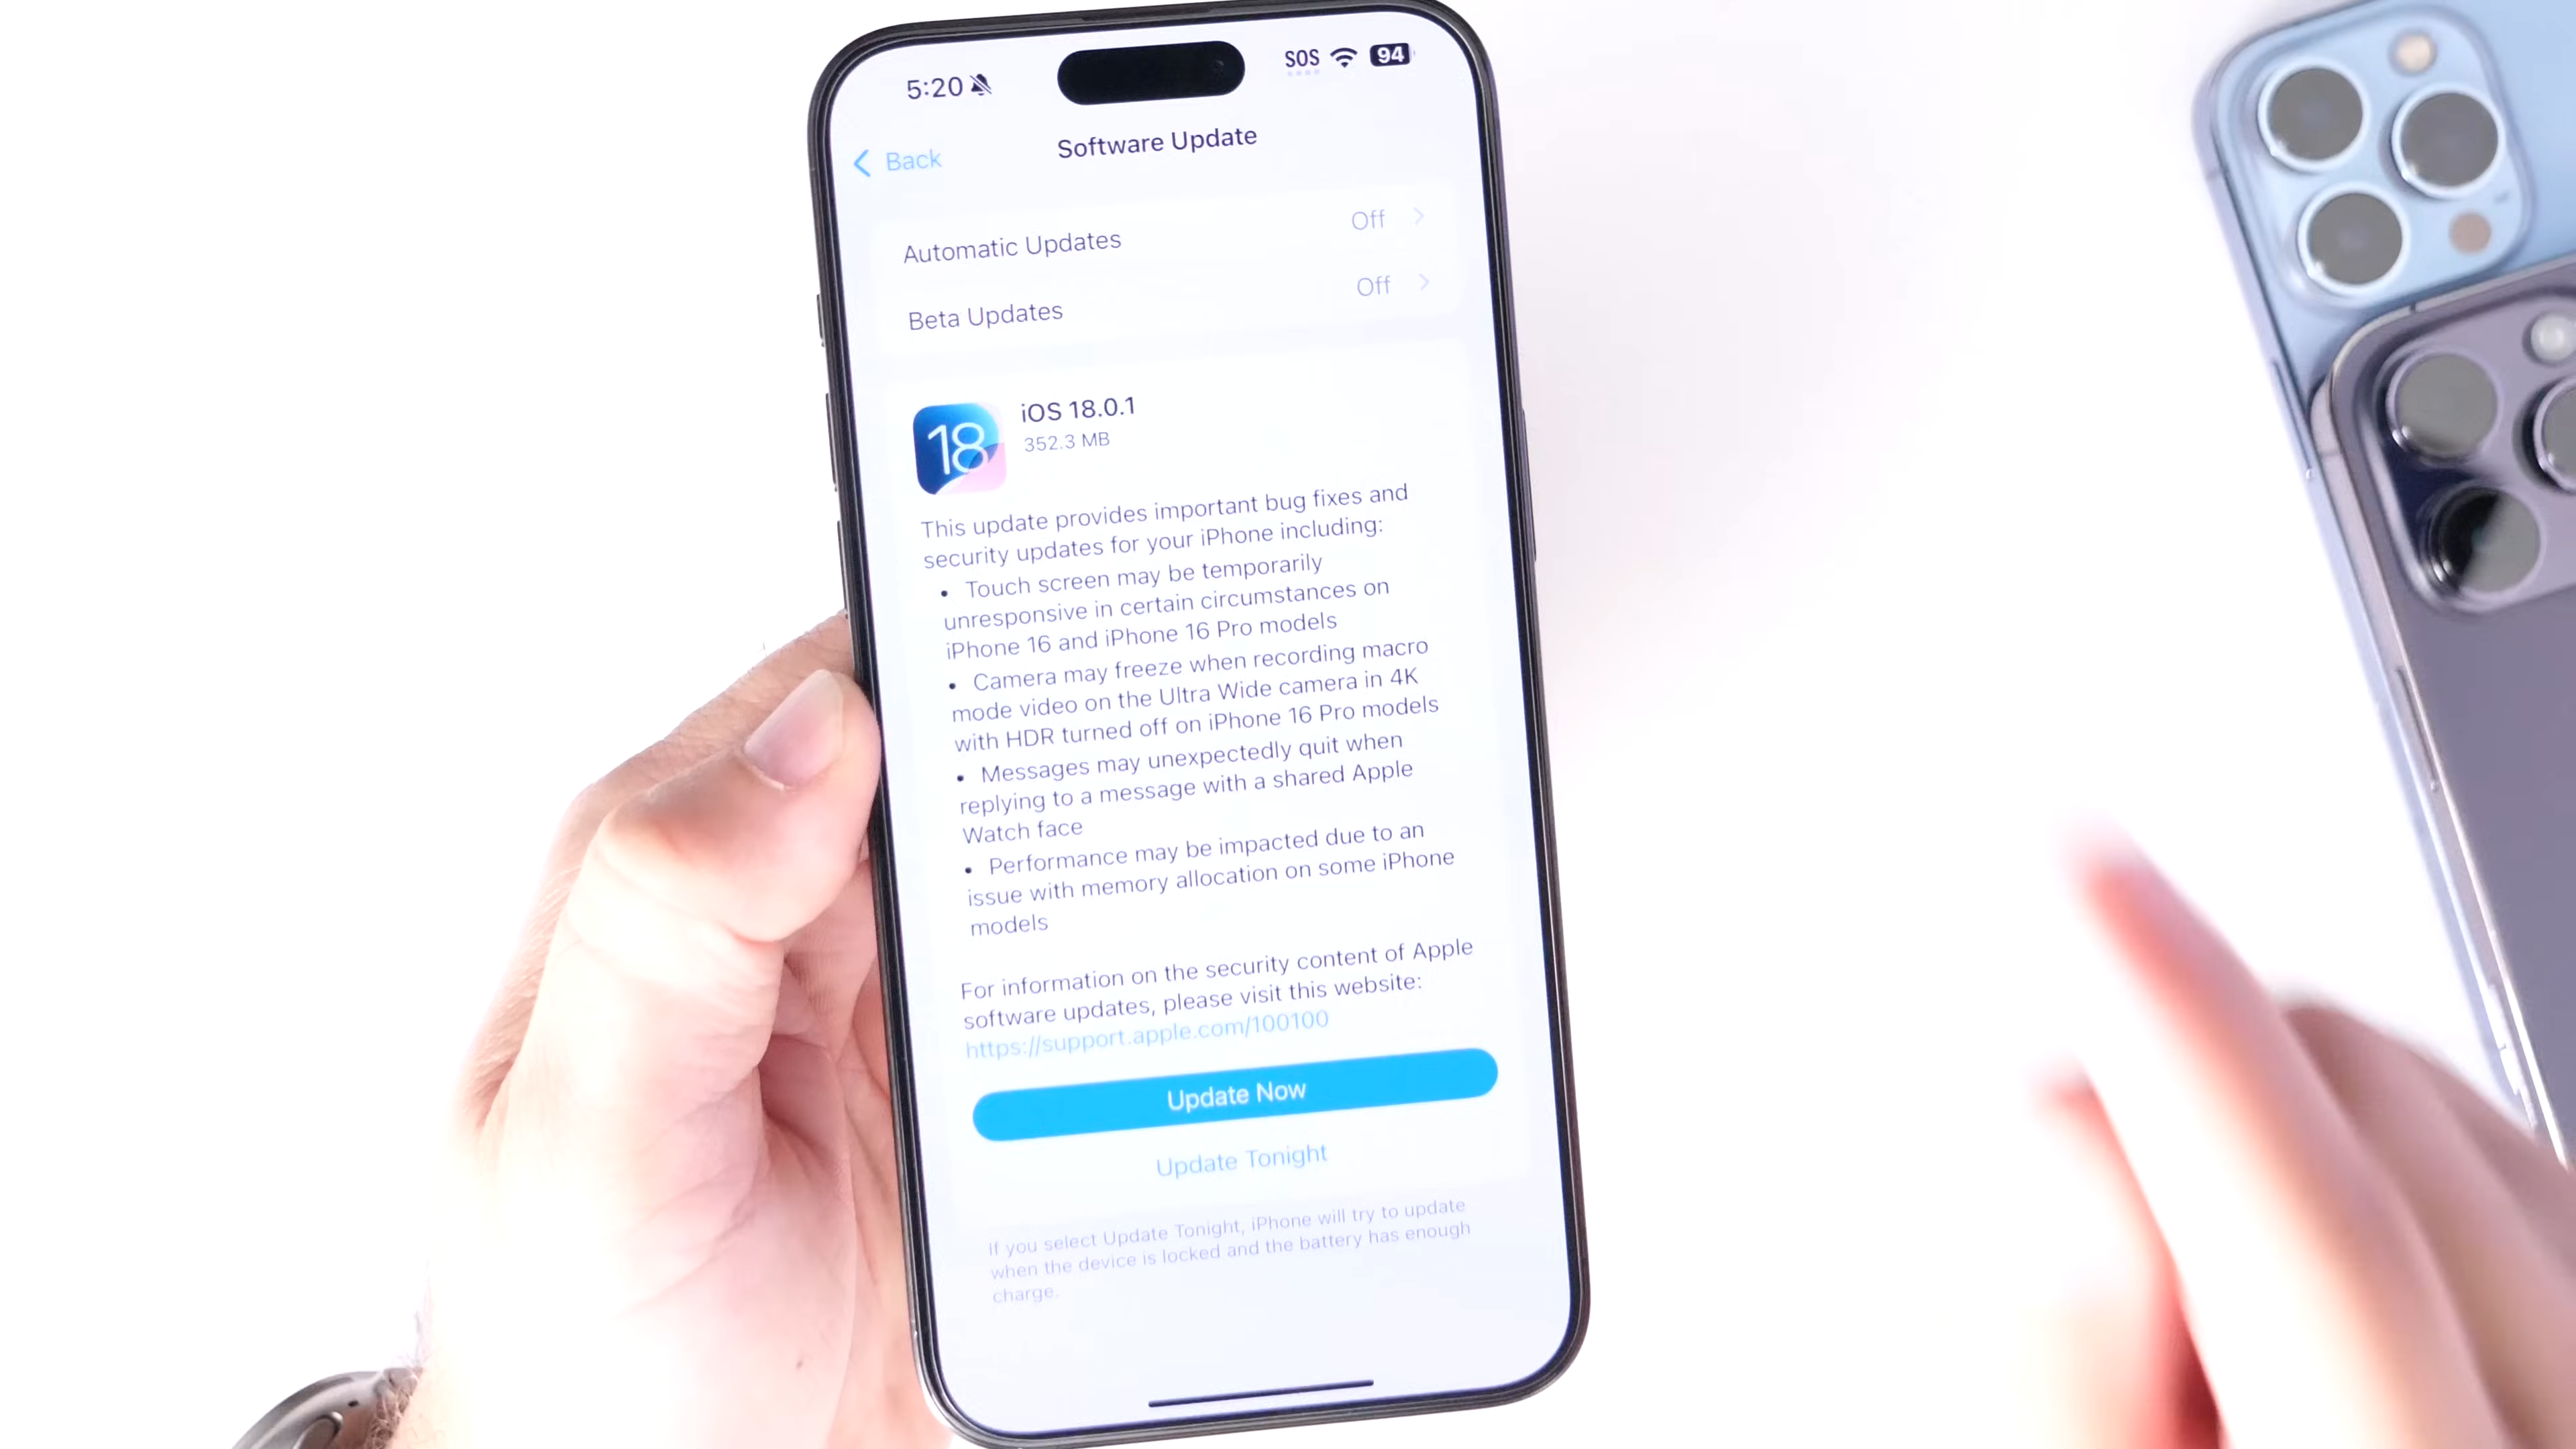 5:20
SOS 94
Back
Software Update
Automatic Updates Off
Beta Updates Off
18
iOS 18.0.1
352.3 MB
This update provides important bug fixes and
security updates for your iPhone including:
• Touch screen may be temporarily
unresponsive in certain circumstances on
iPhone 16 and iPhone 16 Pro models
• Camera may freeze when recording macro
mode video on the Ultra Wide camera in 4K
with HDR turned off on iPhone 16 Pro models
• Messages may unexpectedly quit when
replying to a message with a shared Apple
Watch face
• Performance may be impacted due to an
issue with memory allocation on some iPhone
models
For information on the security content of Apple
software updates, please visit this website:
https://support.apple.com/100100
Update Now
Update Tonight
If you select Update Tonight, iPhone will try to update
when the device is locked and the battery has enough
charge.